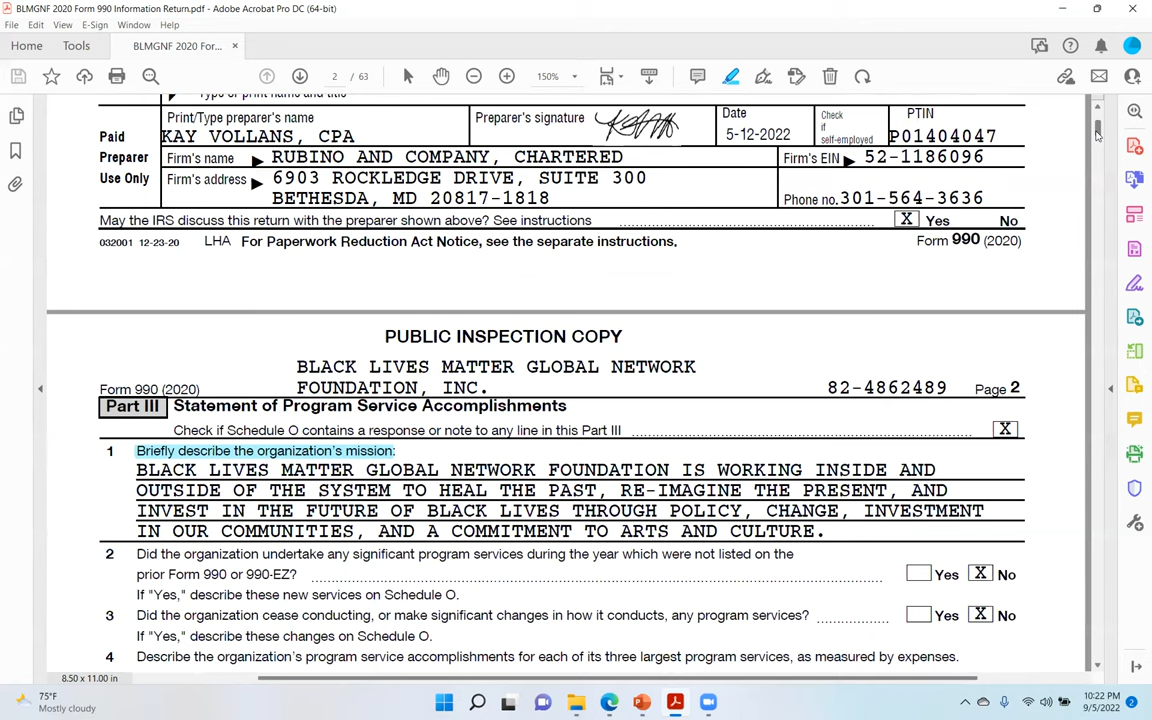 BLMGNF 2020 Form 990 Information Return.pdf - Adobe Acrobat Pro DC (64-bit)
File Edit View E-Sign Window Help
Home Tools BLMGNF 2020 For... ×
2 / 63 150%
Type or print name and title
Paid Preparer Use Only
Print/Type preparer's name
KAY VOLLANS, CPA
Preparer's signature
Date
5-12-2022
Check if self-employed
PTIN
P01404047
Firm's name RUBINO AND COMPANY, CHARTERED
Firm's EIN 52-1186096
Firm's address 6903 ROCKLEDGE DRIVE, SUITE 300
BETHESDA, MD 20817-1818
Phone no. 301-564-3636
May the IRS discuss this return with the preparer shown above? See instructions X Yes No
032001 12-23-20 LHA For Paperwork Reduction Act Notice, see the separate instructions. Form 990 (2020)
PUBLIC INSPECTION COPY
BLACK LIVES MATTER GLOBAL NETWORK
Form 990 (2020) FOUNDATION, INC. 82-4862489 Page 2
Part III Statement of Program Service Accomplishments
Check if Schedule O contains a response or note to any line in this Part III X
1 Briefly describe the organization's mission:
BLACK LIVES MATTER GLOBAL NETWORK FOUNDATION IS WORKING INSIDE AND
OUTSIDE OF THE SYSTEM TO HEAL THE PAST, RE-IMAGINE THE PRESENT, AND
INVEST IN THE FUTURE OF BLACK LIVES THROUGH POLICY, CHANGE, INVESTMENT
IN OUR COMMUNITIES, AND A COMMITMENT TO ARTS AND CULTURE.
2 Did the organization undertake any significant program services during the year which were not listed on the
prior Form 990 or 990-EZ? Yes X No
If "Yes," describe these new services on Schedule O.
3 Did the organization cease conducting, or make significant changes in how it conducts, any program services? Yes X No
If "Yes," describe these changes on Schedule O.
4 Describe the organization's program service accomplishments for each of its three largest program services, as measured by expenses.
8.50 x 11.00 in
75°F
Mostly cloudy
10:22 PM
9/5/2022
2